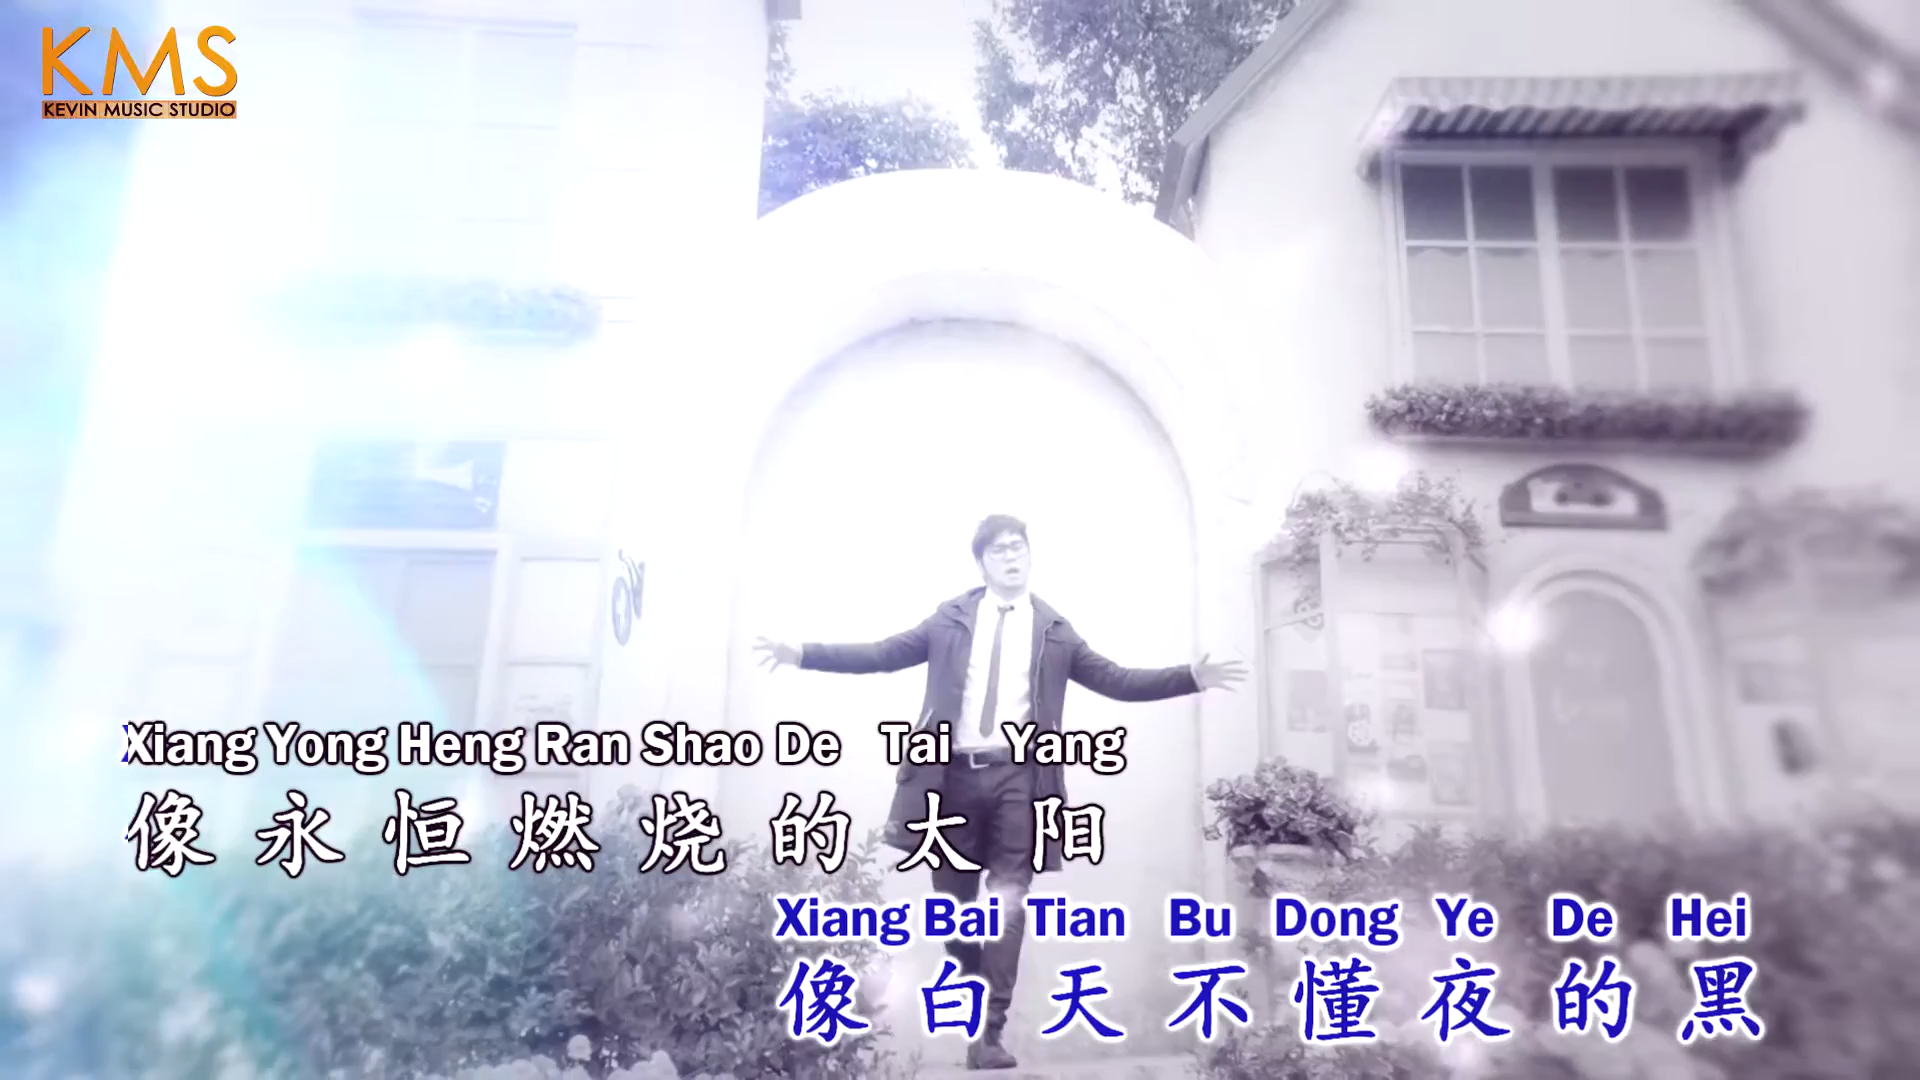 KMS
KEVIN MUSIC STUDIO
Xiang Yong Heng Ran Shao De Tai Yang
像永恒燃烧的太阳
Xiang Bai Tian Bu Dong Ye De Hei
像白天不懂夜的黑